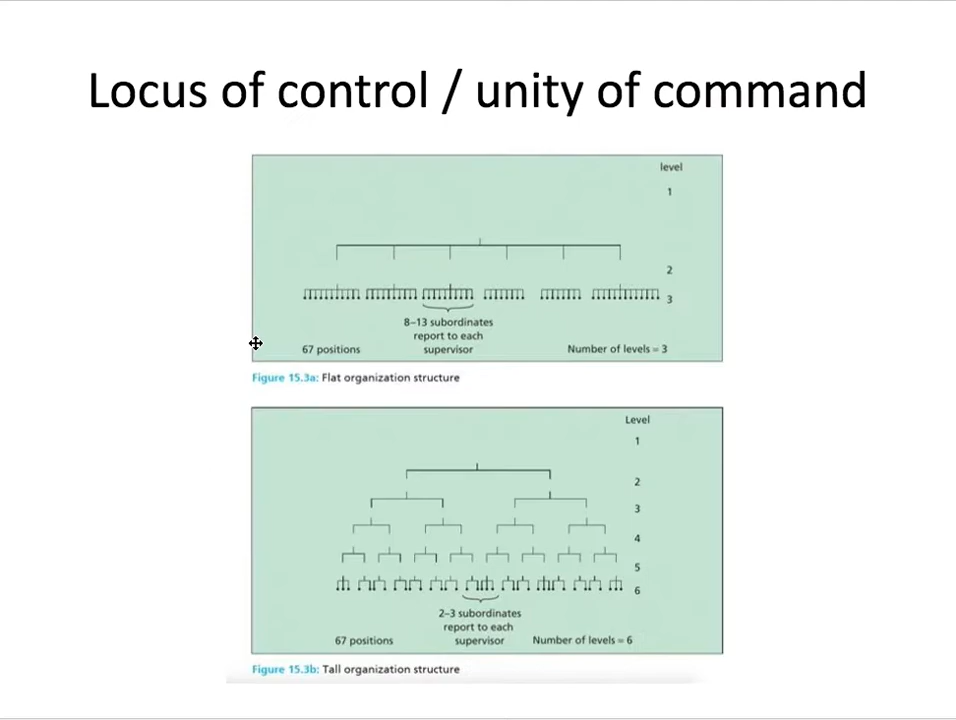 Locus of control / unity of command
level
1
2
3
8–13 subordinates
report to each
supervisor
67 positions
Number of levels = 3
Figure 15.3a: Flat organization structure
Level
1
2
3
4
5
6
2–3 subordinates
report to each
supervisor
67 positions
Number of levels = 6
Figure 15.3b: Tall organization structure